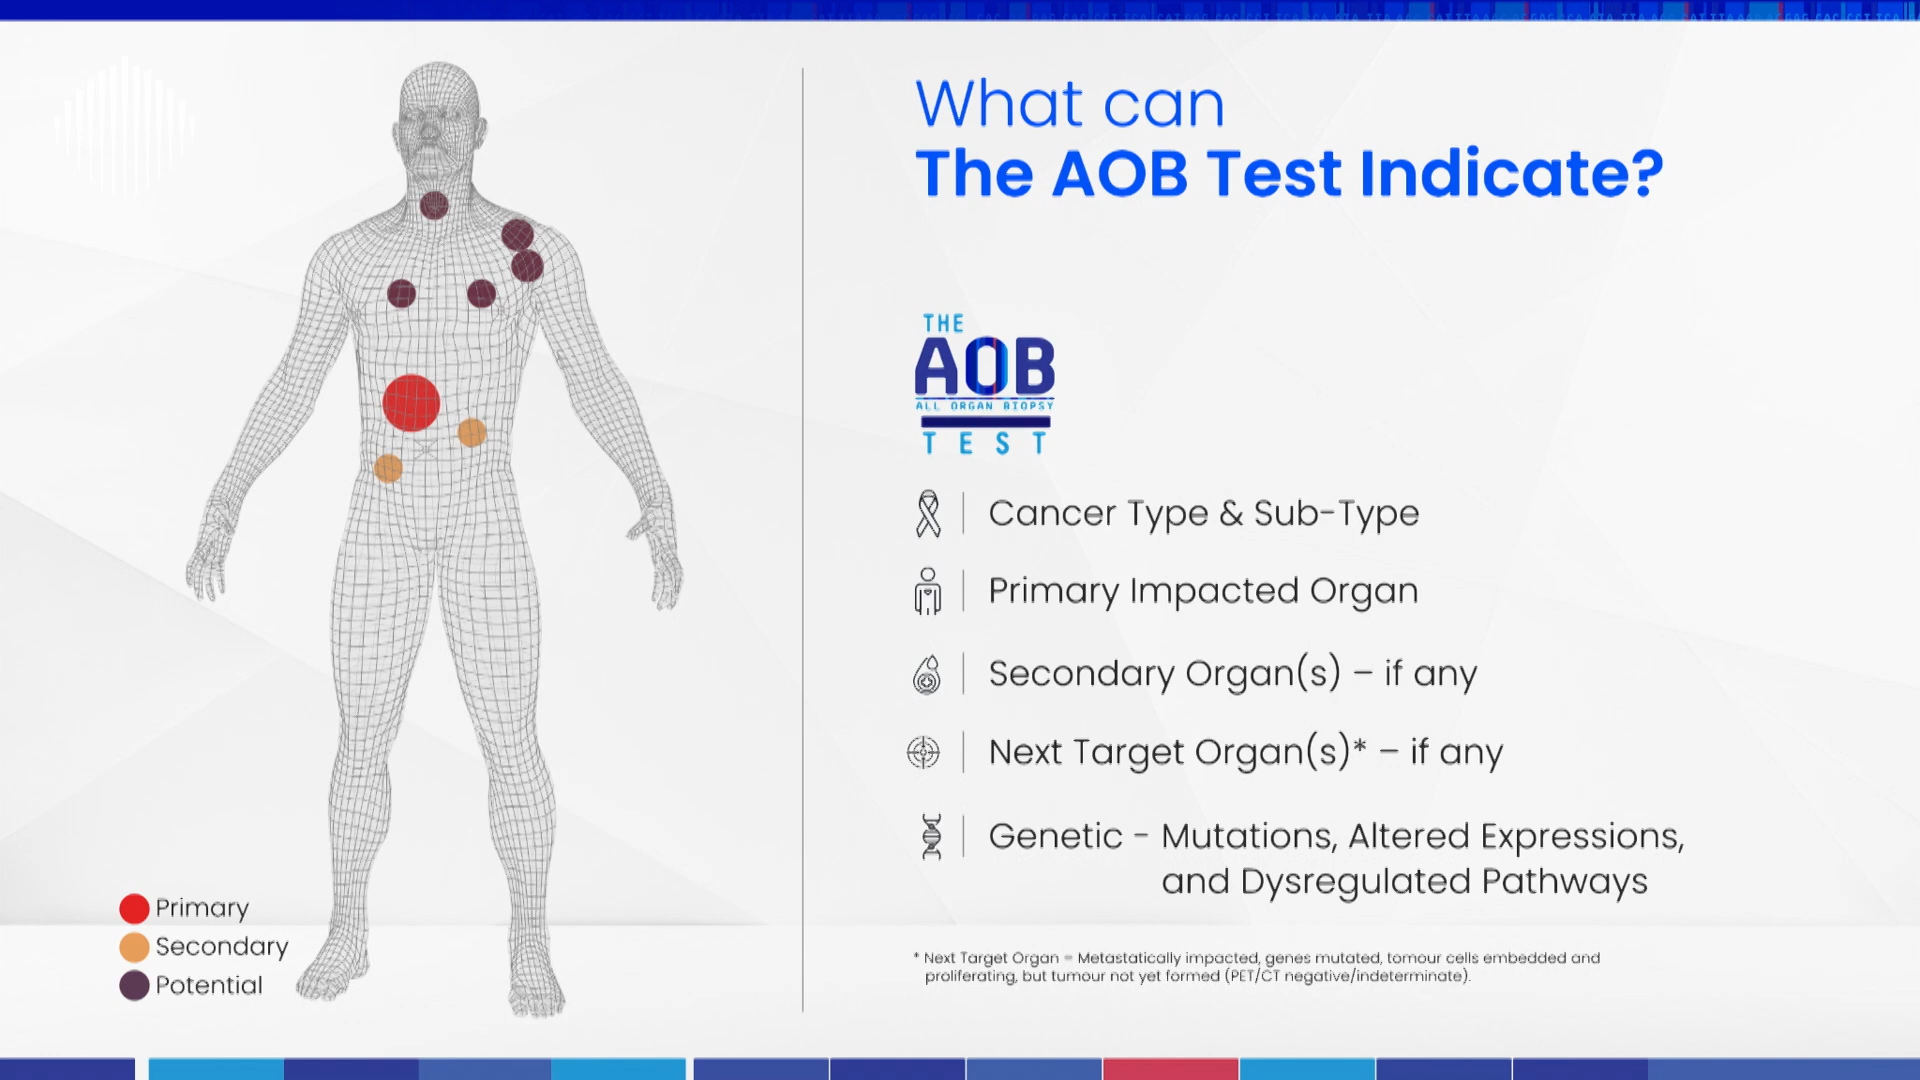 What can
The AOB Test Indicate?
THE
AOB
ALL ORGAN BIOPSY
TEST
Cancer Type & Sub-Type
Primary Impacted Organ
Secondary Organ(s) – if any
Next Target Organ(s)* – if any
Genetic - Mutations, Altered Expressions,
and Dysregulated Pathways
Primary
Secondary
Potential
* Next Target Organ = Metastatically impacted, genes mutated, tomour cells embedded and
proliferating, but tumour not yet formed (PET/CT negative/indeterminate).